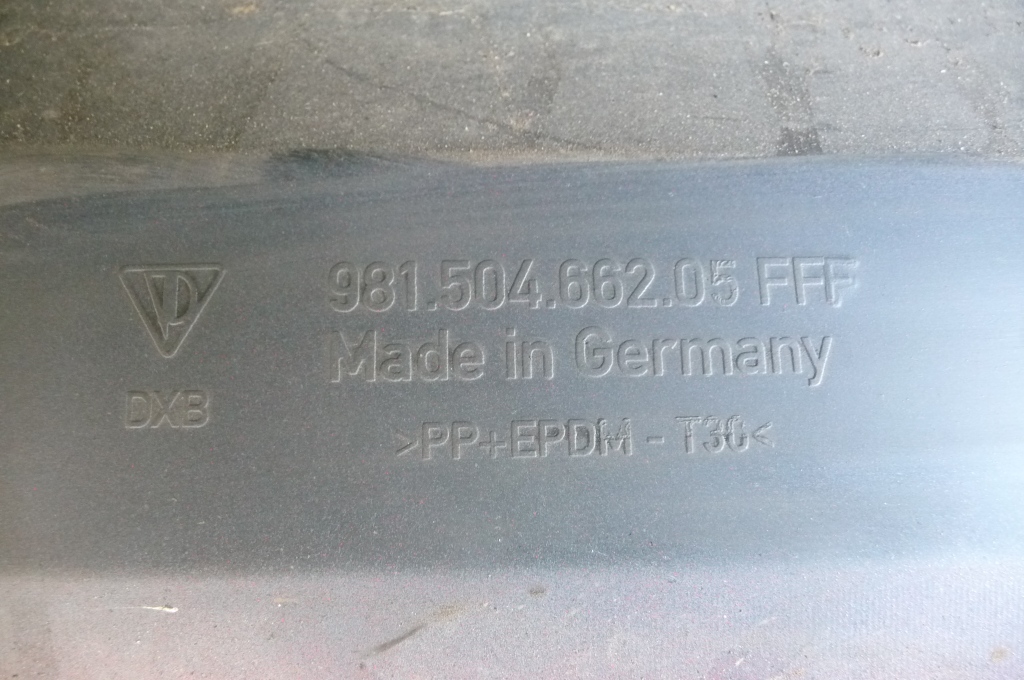 981.504.662.05 FFF
Made in Germany
DXB
>PP+EPDM - T30<